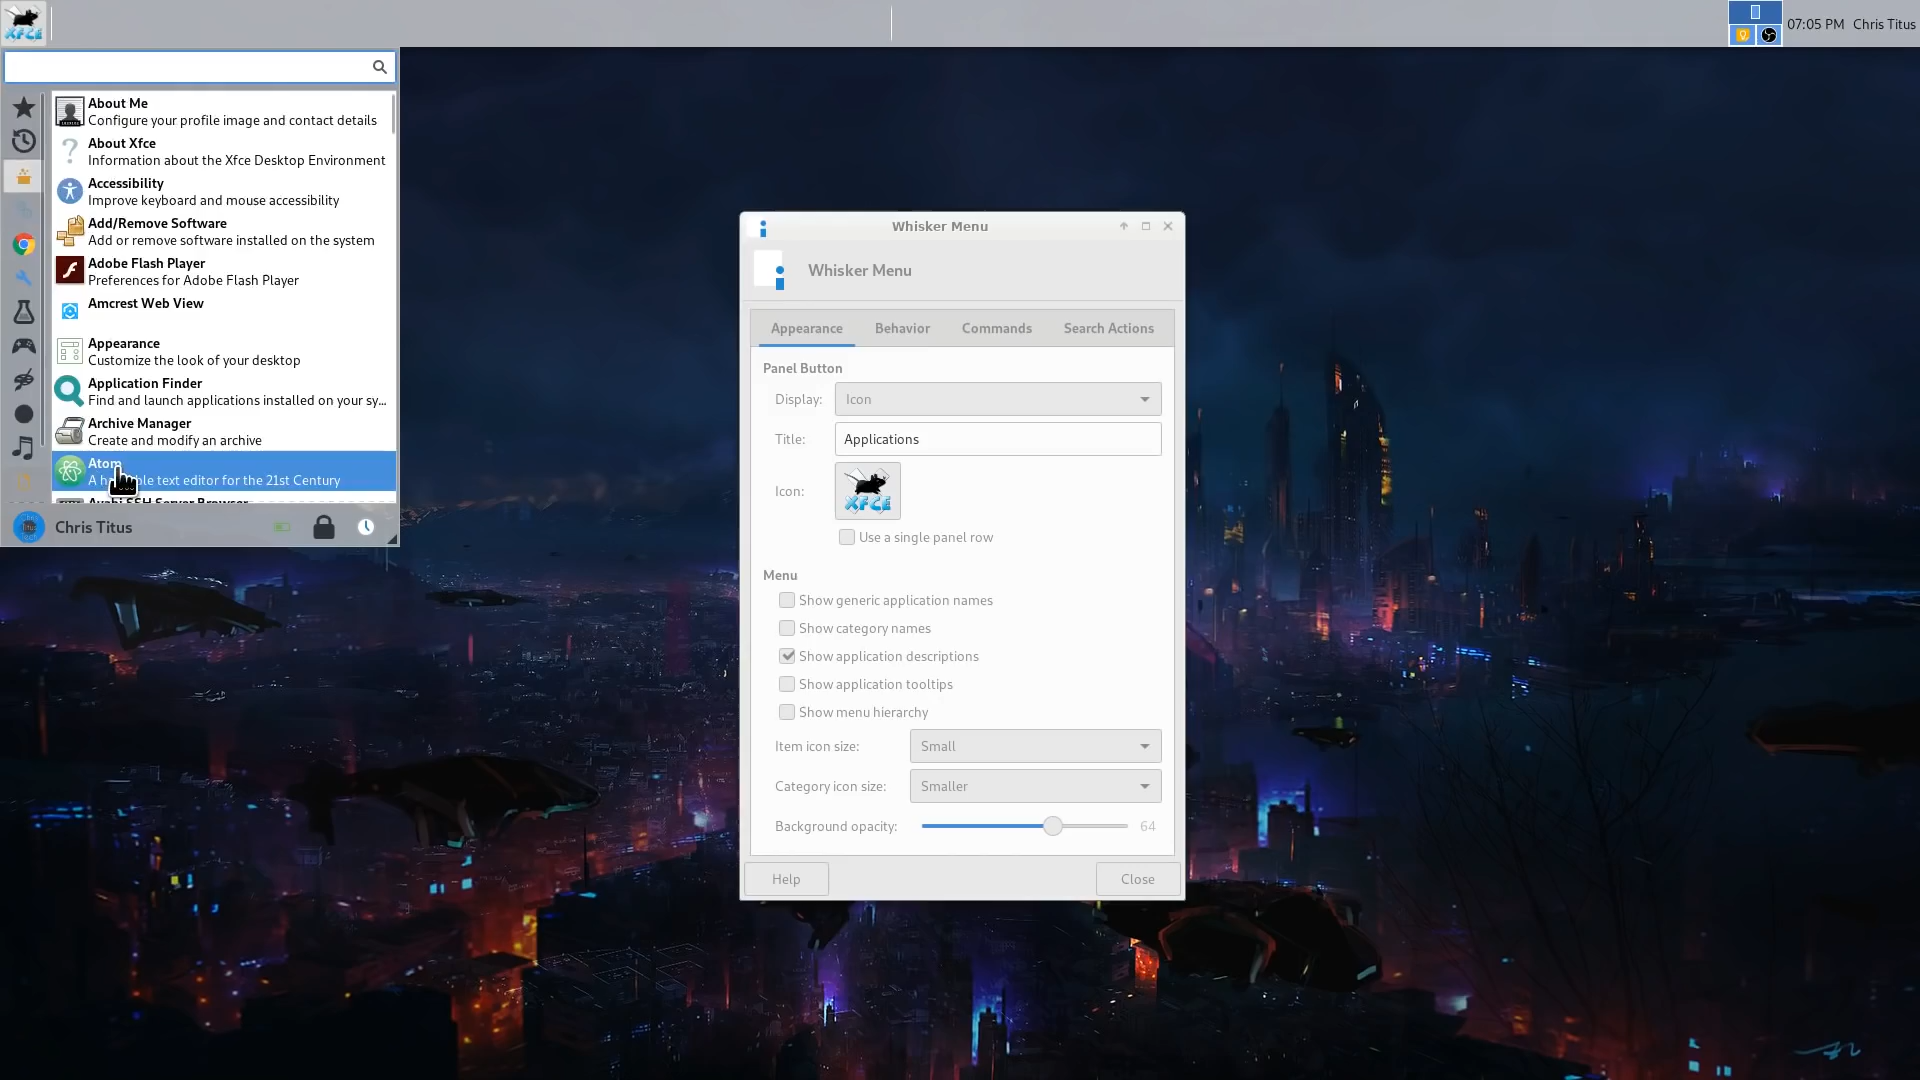 XFCE
07:05 PM Chris Titus
About Me
Configure your profile image and contact details
About Xfce
Information about the Xfce Desktop Environment
Accessibility
Improve keyboard and mouse accessibility
Add/Remove Software
Add or remove software installed on the system
Adobe Flash Player
Preferences for Adobe Flash Player
Amcrest Web View
Appearance
Customize the look of your desktop
Application Finder
Find and launch applications installed on your sy...
Archive Manager
Create and modify an archive
Atom
A hackable text editor for the 21st Century
Avahi SSH Server Browser
Chris Titus
Whisker Menu
Whisker Menu
Appearance Behavior Commands Search Actions
Panel Button
Display: Icon
Title: Applications
Icon: XFCE
Use a single panel row
Menu
Show generic application names
Show category names
Show application descriptions
Show application tooltips
Show menu hierarchy
Item icon size: Small
Category icon size: Smaller
Background opacity: 64
Help Close